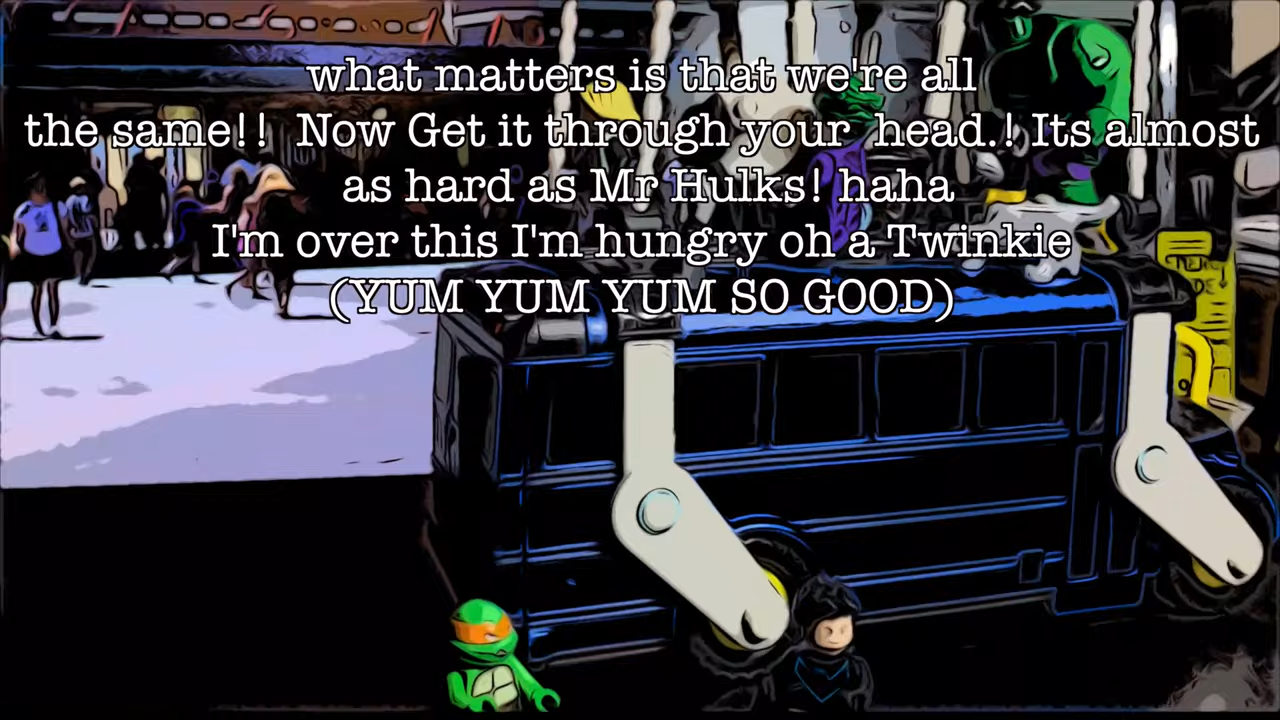 what matters is that we're all
the same!!  Now Get it through your  head.! Its almost
as hard as Mr Hulks! haha
I'm over this I'm hungry oh a Twinkie
(YUM YUM YUM SO GOOD)